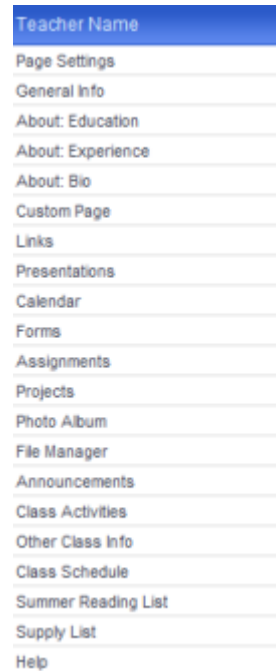 Teacher Name
Page Settings
General Info
About: Education
About: Experience
About: Bio
Custom Page
Links
Presentations
Calendar
Forms
Assignments
Projects
Photo Album
File Manager
Announcements
Class Activities
Other Class Info
Class Schedule
Summer Reading List
Supply List
Help